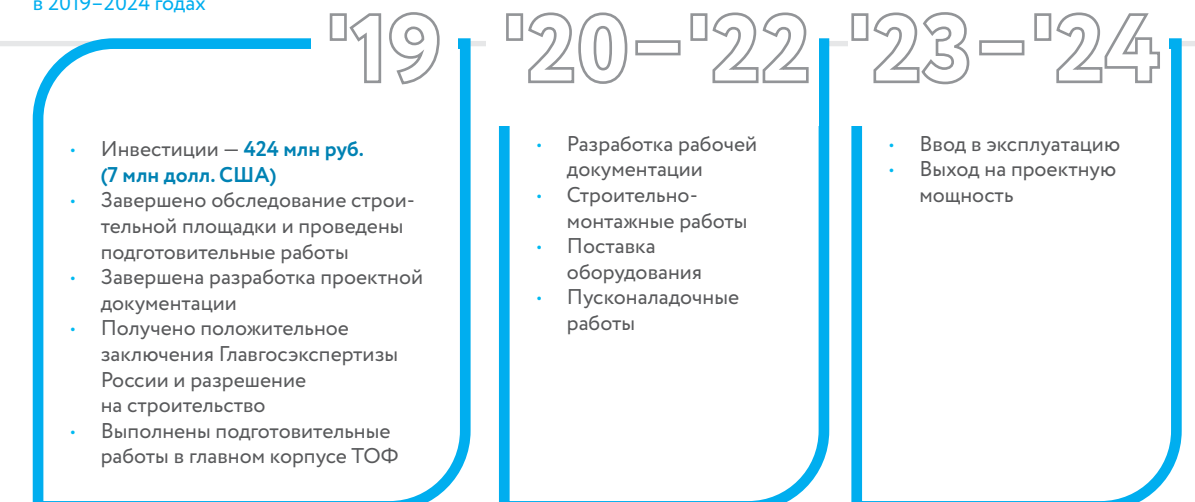 в 2019–2024 годах
'19
Инвестиции — 424 млн руб.
(7 млн долл. США)
Завершено обследование строи-
тельной площадки и проведены
подготовительные работы
Завершена разработка проектной
документации
Получено положительное
заключения Главгосэкспертизы
России и разрешение
на строительство
Выполнены подготовительные
работы в главном корпусе ТОФ
'20–'22
Разработка рабочей
документации
Строительно-
монтажные работы
Поставка
оборудования
Пусконаладочные
работы
'23–'24
Ввод в эксплуатацию
Выход на проектную
мощность